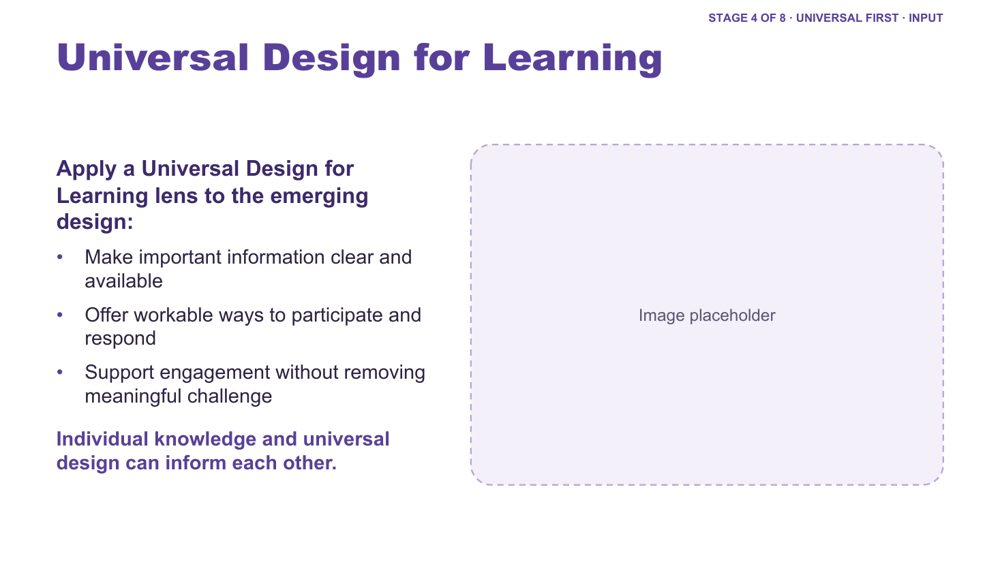 STAGE 4 OF 8 · UNIVERSAL FIRST · INPUT
Universal Design for Learning
Apply a Universal Design for
Learning lens to the emerging
design:
• Make important information clear and
available
• Offer workable ways to participate and
respond
• Support engagement without removing
meaningful challenge
Individual knowledge and universal
design can inform each other.
Image placeholder